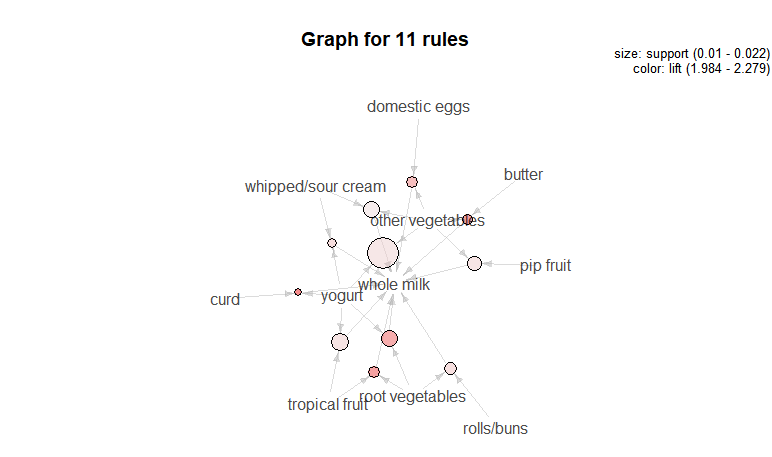 Graph for 11 rules
size: support (0.01 - 0.022)
color: lift (1.984 - 2.279)
domestic eggs
butter
whipped/sour cream
other vegetables
pip fruit
whole milk
yogurt
curd
root vegetables
tropical fruit
rolls/buns